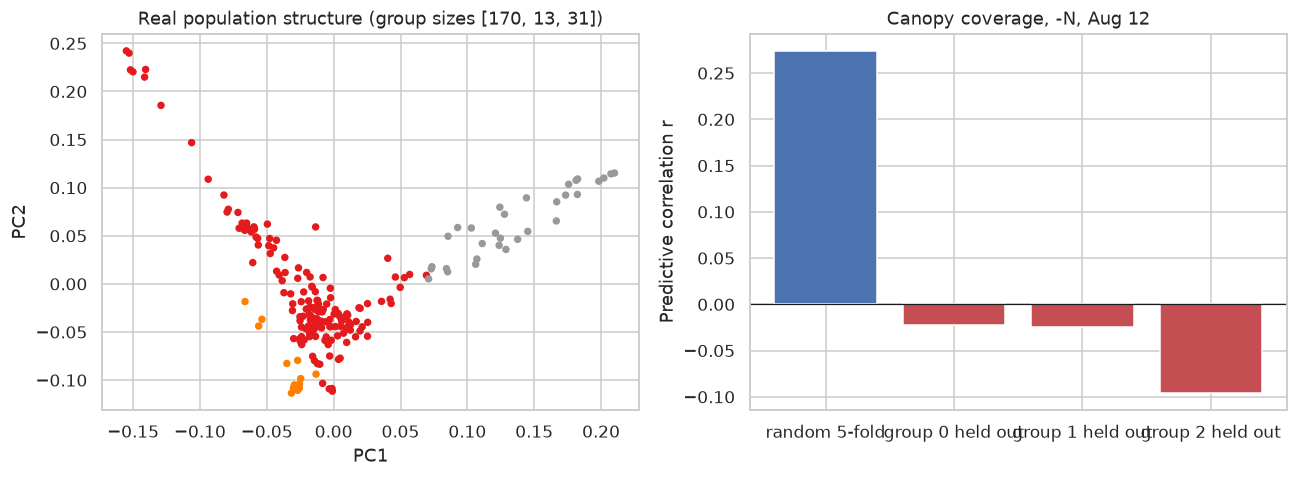 Real population structure (group sizes [170, 13, 31])
PC2
0.25
0.20
0.15
0.10
0.05
0.00
−0.05
−0.10
−0.15
−0.10
−0.05
0.00
0.05
0.10
0.15
0.20
PC1
Canopy coverage, -N, Aug 12
Predictive correlation r
0.25
0.20
0.15
0.10
0.05
0.00
−0.05
−0.10
random 5-fold
group 0 held out
group 1 held out
group 2 held out